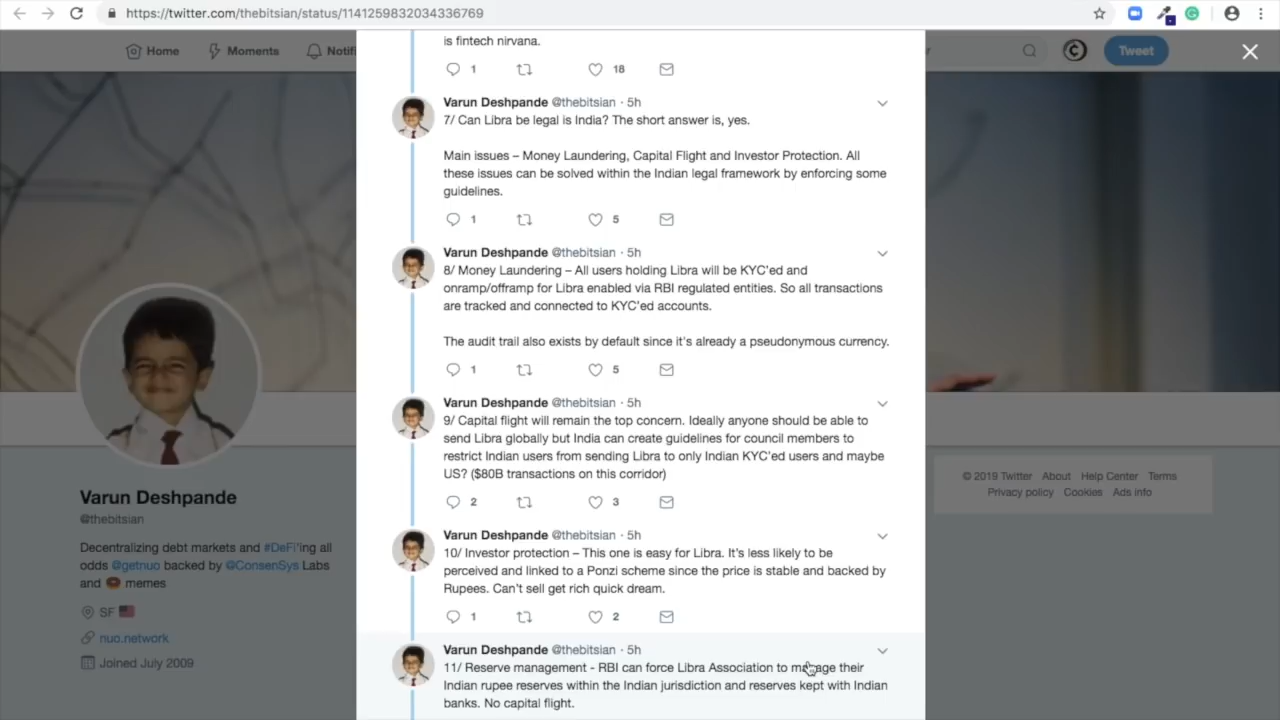 https://twitter.com/thebitsian/status/1141259832034336769
Home
Moments
Notifi
r
Tweet
is fintech nirvana.
1
18
Varun Deshpande @thebitsian · 5h
7/ Can Libra be legal is India? The short answer is, yes.
Main issues – Money Laundering, Capital Flight and Investor Protection. All
these issues can be solved within the Indian legal framework by enforcing some
guidelines.
1
5
Varun Deshpande @thebitsian · 5h
8/ Money Laundering – All users holding Libra will be KYC'ed and
onramp/offramp for Libra enabled via RBI regulated entities. So all transactions
are tracked and connected to KYC'ed accounts.
The audit trail also exists by default since it's already a pseudonymous currency.
1
5
Varun Deshpande @thebitsian · 5h
9/ Capital flight will remain the top concern. Ideally anyone should be able to
send Libra globally but India can create guidelines for council members to
restrict Indian users from sending Libra to only Indian KYC'ed users and maybe
US? ($80B transactions on this corridor)
2
3
Varun Deshpande @thebitsian · 5h
10/ Investor protection – This one is easy for Libra. It's less likely to be
perceived and linked to a Ponzi scheme since the price is stable and backed by
Rupees. Can't sell get rich quick dream.
1
2
Varun Deshpande @thebitsian · 5h
11/ Reserve management - RBI can force Libra Association to manage their
Indian rupee reserves within the Indian jurisdiction and reserves kept with Indian
banks. No capital flight.
Varun Deshpande
@thebitsian
Decentralizing debt markets and #DeFi'ing all
odds @getnuo backed by @ConsenSys Labs
and 🍩 memes
SF 🇺🇸
nuo.network
Joined July 2009
© 2019 Twitter About Help Center Terms
Privacy policy Cookies Ads info